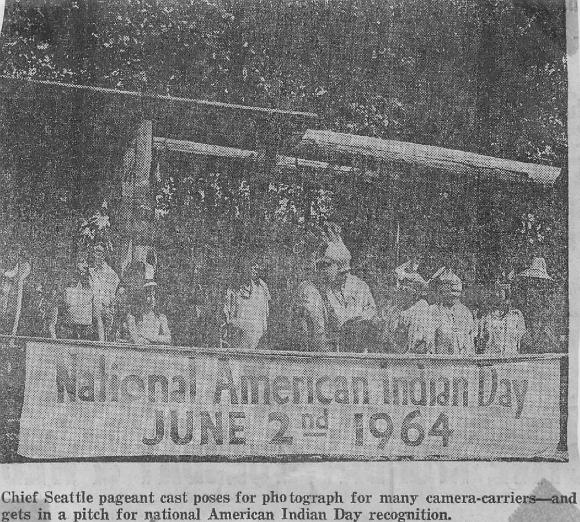 National American Indian Day
JUNE 2nd 1964
Chief Seattle pageant cast poses for photograph for many camera-carriers—and
gets in a pitch for national American Indian Day recognition.